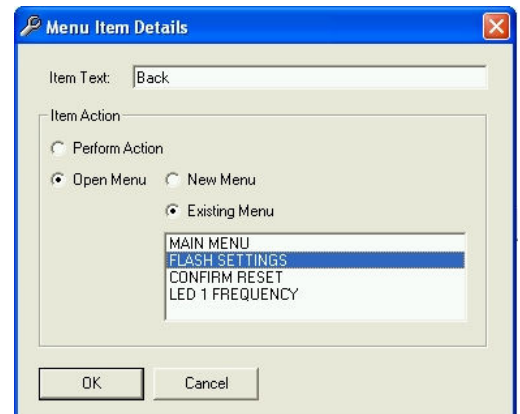 Menu Item Details
Item Text: Back
Item Action
Perform Action
Open Menu New Menu
Existing Menu
MAIN MENU
FLASH SETTINGS
CONFIRM RESET
LED 1 FREQUENCY
OK Cancel